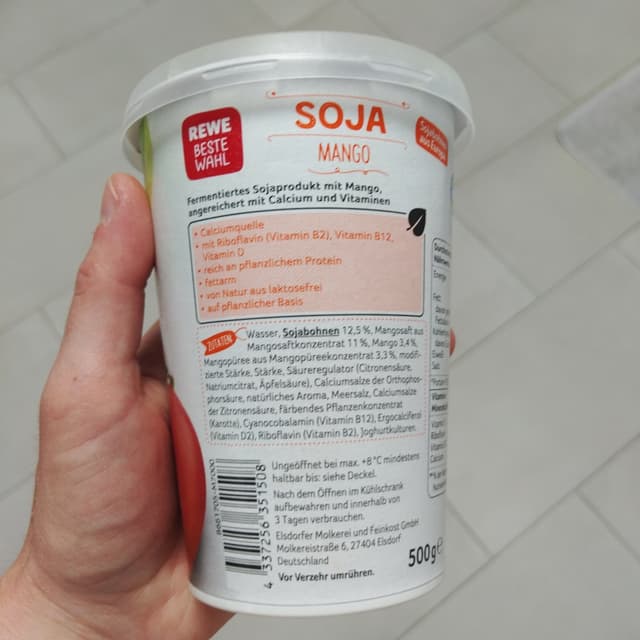 REWE
BESTE
WAHL
SOJA
MANGO
Sojabohnen
aus Europa
Fermentiertes Sojaprodukt mit Mango,
angereichert mit Calcium und Vitaminen
• Calciumquelle
• mit Riboflavin (Vitamin B2), Vitamin B12,
Vitamin D
• reich an pflanzlichem Protein
• fettarm
• von Natur aus laktosefrei
• auf pflanzlicher Basis
ZUTATEN: Wasser, Sojabohnen 12,5 %, Mangosaft aus
Mangosaftkonzentrat 11 %, Mango 3,4 %,
Mangopüree aus Mangopüreekonzentrat 3,3 %, modifi-
zierte Stärke, Stärke, Säureregulator (Citronensäure,
Natriumcitrat, Äpfelsäure), Calciumsalze der Orthophos-
phorsäure, natürliches Aroma, Meersalz, Calciumsalze
der Zitronensäure, färbendes Pflanzenkonzentrat
(Karotte), Cyanocobalamin (Vitamin B12), Ergocalciferol
(Vitamin D2), Riboflavin (Vitamin B2), Joghurtkulturen.
Ungeöffnet bei max. +8 °C mindestens
haltbar bis: siehe Deckel.
Nach dem Öffnen im Kühlschrank
aufbewahren und innerhalb von
3 Tagen verbrauchen.
Elsdorfer Molkerei und Feinkost GmbH
Molkereistraße 6, 27404 Elsdorf
Deutschland
Vor Verzehr umrühren.
500 g
4 337256 351508